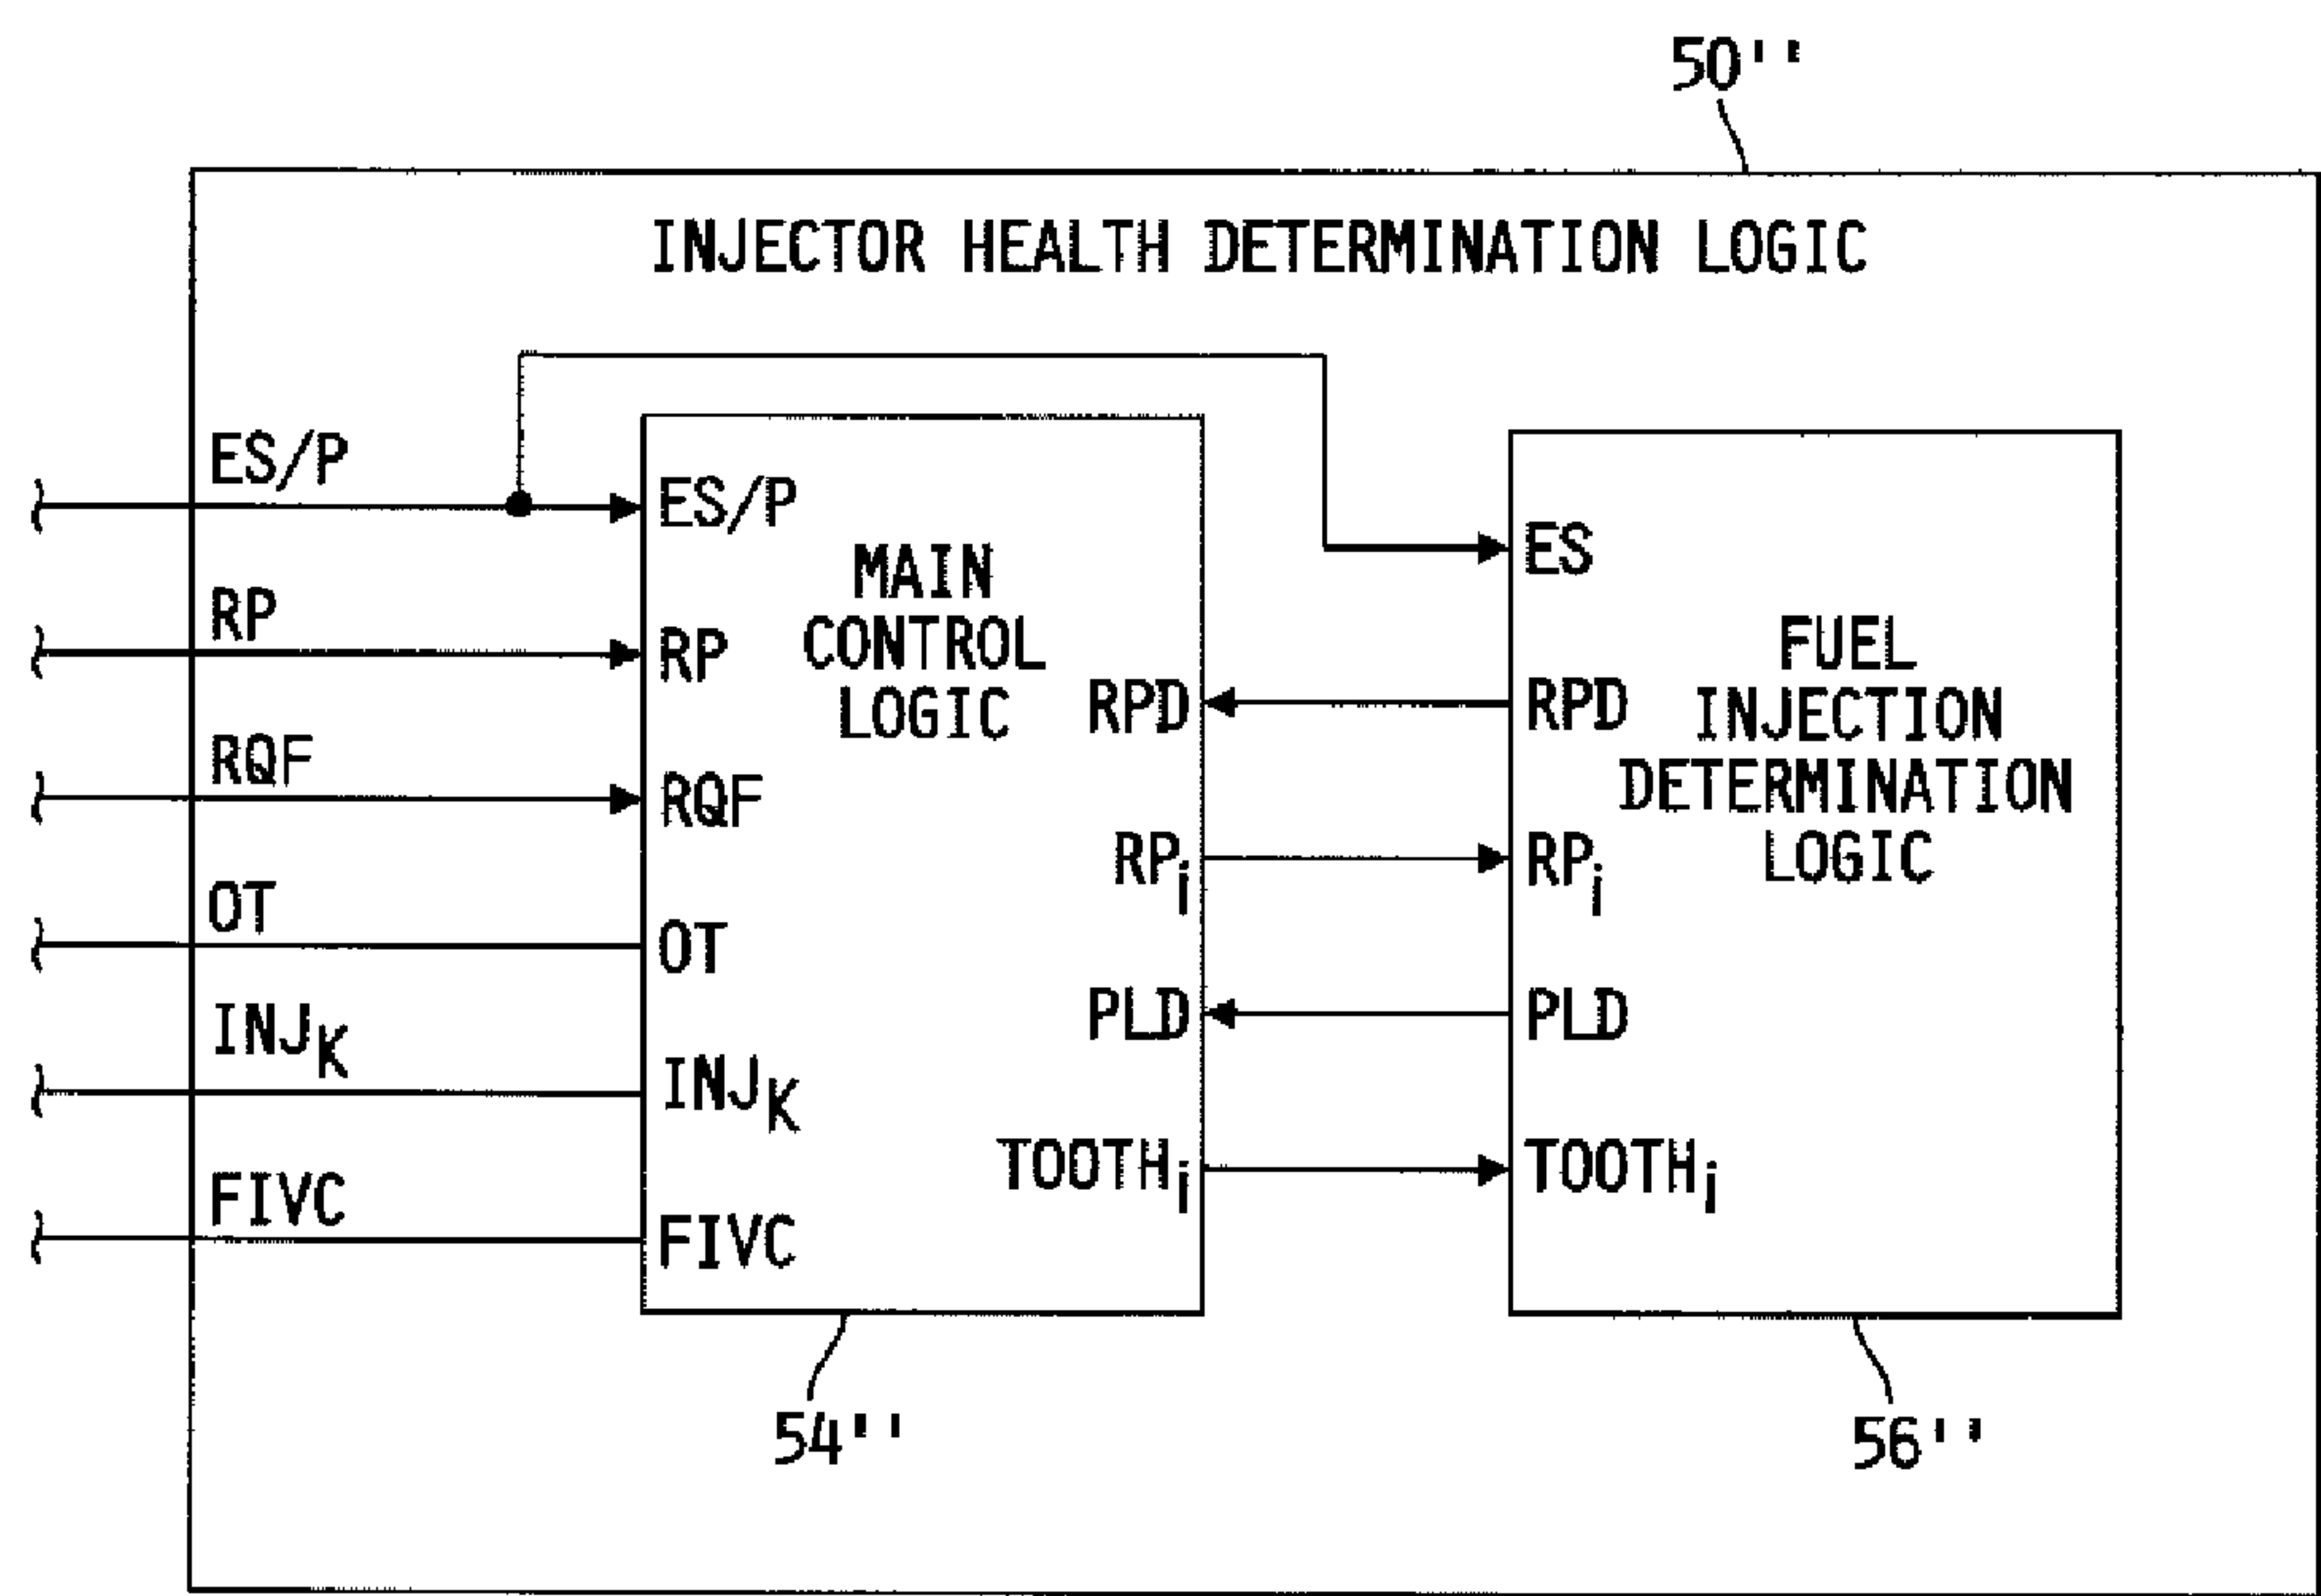 50''
INJECTOR HEALTH DETERMINATION LOGIC
ES/P
RP
RQF
OT
INJK
FIVC
ES/P
RP
RQF
OT
INJK
FIVC
MAIN
CONTROL
LOGIC
RPD
RPi
PLD
TOOTHi
ES
RPD
RPi
PLD
TOOTHi
FUEL
INJECTION
DETERMINATION
LOGIC
54''
56''